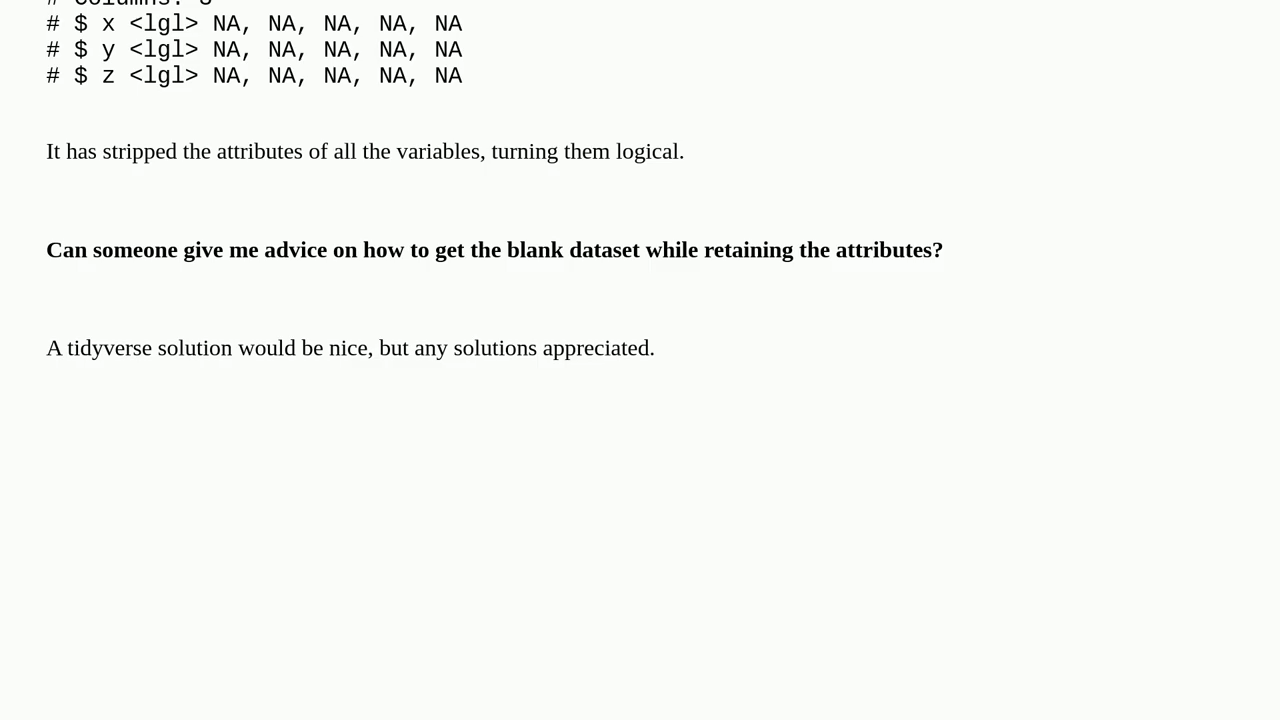 # $ x <lgl> NA, NA, NA, NA, NA
# $ y <lgl> NA, NA, NA, NA, NA
# $ z <lgl> NA, NA, NA, NA, NA
It has stripped the attributes of all the variables, turning them logical.
Can someone give me advice on how to get the blank dataset while retaining the attributes?
A tidyverse solution would be nice, but any solutions appreciated.